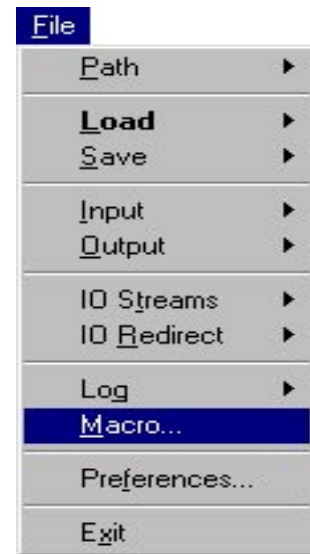 File
Path
Load
Save
Input
Output
IO Streams
IO Redirect
Log
Macro...
Preferences...
Exit